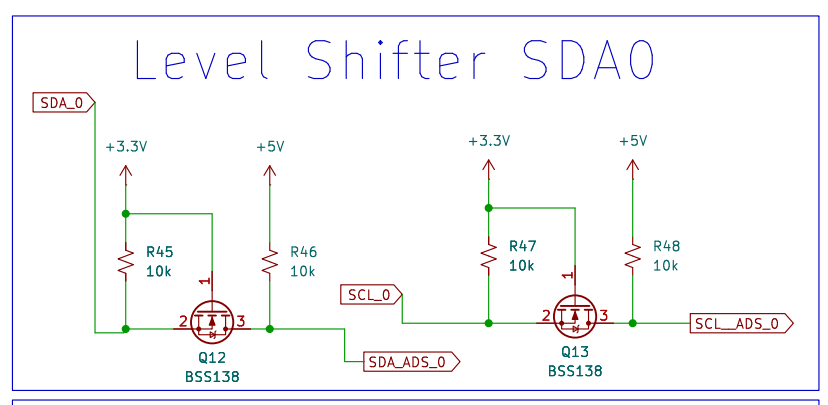 Level Shifter SDA0
SDA_0
+3.3V
+5V
R45
10k
R46
10k
1
2
3
Q12
BSS138
SDA_ADS_0
+3.3V
+5V
R47
10k
R48
10k
SCL_0
1
2
3
Q13
BSS138
SCL__ADS_0